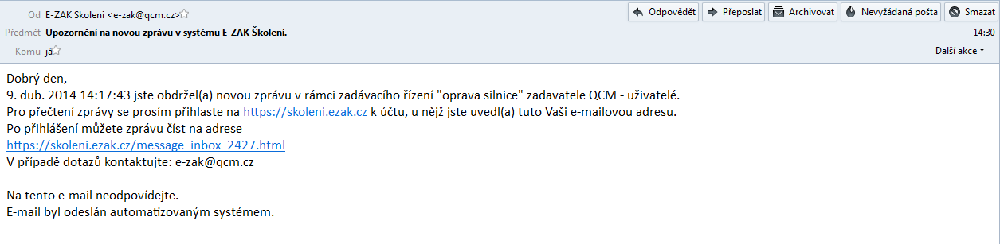 Od E-ZAK Skoleni <e-zak@qcm.cz> Odpovědět Přeposlat Archivovat Nevyžádaná pošta Smazat
Předmět Upozornění na novou zprávu v systému E-ZAK Školení. 14:30
Komu já Další akce
Dobrý den,
9. dub. 2014 14:17:43 jste obdržel(a) novou zprávu v rámci zadávacího řízení "oprava silnice" zadavatele QCM - uživatelé.
Pro přečtení zprávy se prosím přihlaste na https://skoleni.ezak.cz k účtu, u nějž jste uvedl(a) tuto Vaši e-mailovou adresu.
Po přihlášení můžete zprávu číst na adrese
https://skoleni.ezak.cz/message_inbox_2427.html
V případě dotazů kontaktujte: e-zak@qcm.cz
Na tento e-mail neodpovídejte.
E-mail byl odeslán automatizovaným systémem.